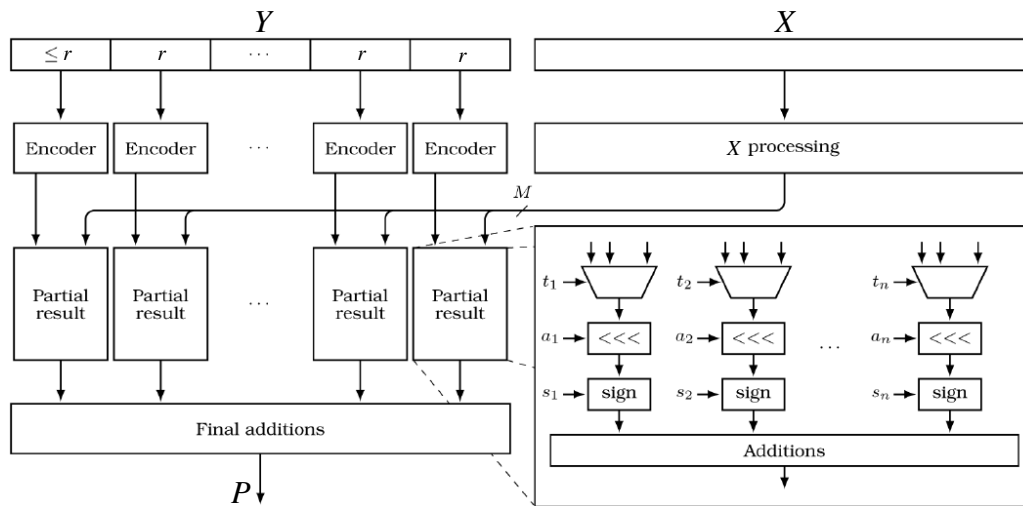 Y X
≤ r r ··· r r
Encoder Encoder ··· Encoder Encoder
X processing
M
Partial result Partial result ··· Partial result Partial result
t₁ t₂ tₙ
a₁ <<< a₂ <<< ··· aₙ <<<
s₁ sign s₂ sign sₙ sign
Final additions
Additions
P